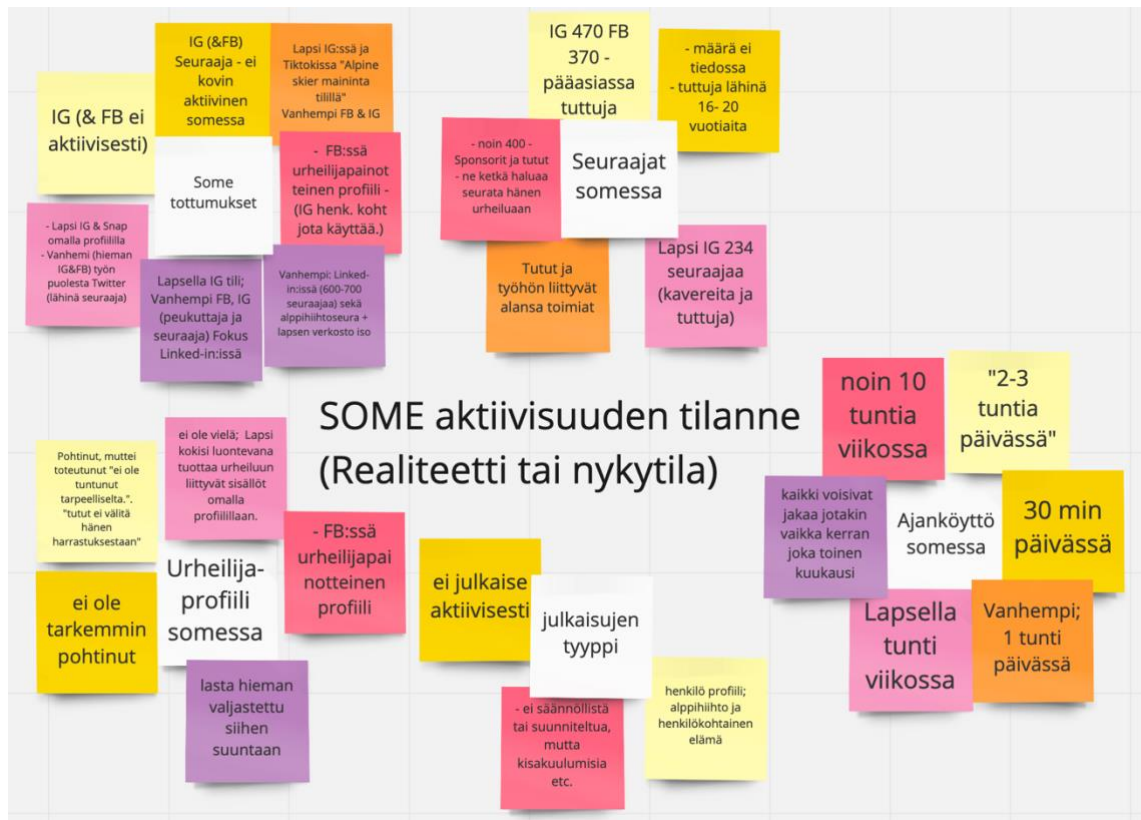 IG (& FB ei
aktiivisesti)
IG (&FB)
Seuraaja - ei
kovin
aktiivinen
somessa
Lapsi IG:ssä ja
Tiktokissa "Alpine
skier maininta
tilillä"
Vanhempi FB & IG
Some
tottumukset
- FB:ssä
urheilijapainot
teinen profiili -
(IG henk. koht
jota käyttää.)
- Lapsi IG & Snap
omalla profiililla
- Vanhemi (hieman
IG&FB) työn
puolesta Twitter
(lähinä seuraaja)
Lapsella IG tili;
Vanhempi FB, IG
(peukuttaja ja
seuraaja) Fokus
Linked-in:issä
Vanhempi: Linked-
in:issä (600-700
seuraajaa) sekä
alppihiihtoseura +
lapsen verkosto iso
IG 470 FB
370 -
pääasiassa
tuttuja
- määrä ei
tiedossa
- tuttuja lähinä
16- 20
vuotiaita
- noin 400 -
Sponsorit ja tutut
- ne ketkä haluaa
seurata hänen
urheiluaan
Seuraajat
somessa
Tutut ja
työhön liittyvät
alansa toimiat
Lapsi IG 234
seuraajaa
(kavereita ja
tuttuja)
SOME aktiivisuuden tilanne
(Realiteetti tai nykytila)
Pohtinut, muttei
toteutunut "ei ole
tuntunut
tarpeelliselta.".
"tutut ei välitä
hänen
harrastuksestaan"
ei ole vielä; Lapsi
kokisi luontevana
tuottaa urheiluun
liittyvät sisällöt
omalla
profiilillaan.
- FB:ssä
urheilijapai
notteinen
profiili
Urheilija-
profiili
somessa
ei ole
tarkemmin
pohtinut
lasta hieman
valjastettu
siihen
suuntaan
ei julkaise
aktiivisesti
julkaisujen
tyyppi
- ei säännöllistä
tai suunniteltua,
mutta
kisakuulumisia
etc.
henkilö profiili;
alppihiihto ja
henkilökohtainen
elämä
noin 10
tuntia
viikossa
"2-3
tuntia
päivässä"
kaikki voisivat
jakaa jotakin
vaikka kerran
joka toinen
kuukausi
Ajanköyttö
somessa
30 min
päivässä
Lapsella
tunti
viikossa
Vanhempi;
1 tunti
päivässä